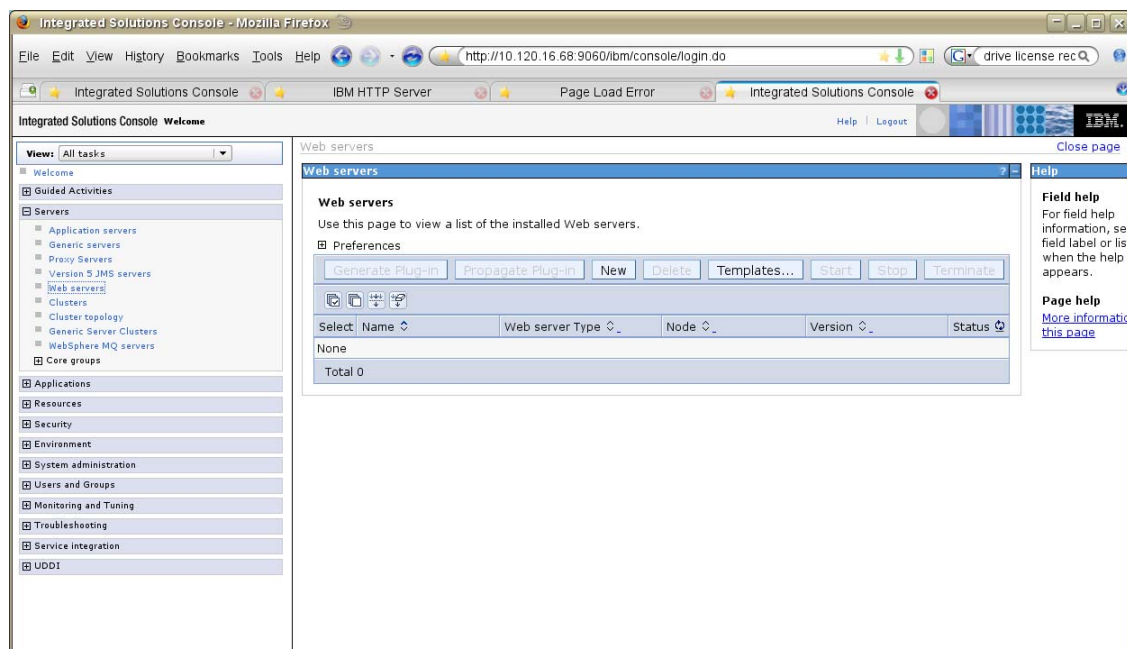 Integrated Solutions Console - Mozilla Firefox
File Edit View History Bookmarks Tools Help http://10.120.16.68:9060/ibm/console/login.do G drive license rec
Integrated Solutions Console IBM HTTP Server Page Load Error Integrated Solutions Console
Integrated Solutions Console Welcome Help | Logout IBM.
View: All tasks
Welcome
Guided Activities
Servers
Application servers
Generic servers
Proxy Servers
Version 5 JMS servers
Web servers
Clusters
Cluster topology
Generic Server Clusters
WebSphere MQ servers
Core groups
Applications
Resources
Security
Environment
System administration
Users and Groups
Monitoring and Tuning
Troubleshooting
Service integration
UDDI
Web servers Close page
Web servers ? -
Web servers
Use this page to view a list of the installed Web servers.
Preferences
Generate Plug-in Propagate Plug-in New Delete Templates... Start Stop Terminate
Select Name Web server Type Node Version Status
None
Total 0
Help
Field help
For field help
information, se
field label or lis
when the help
appears.
Page help
More informatio
this page